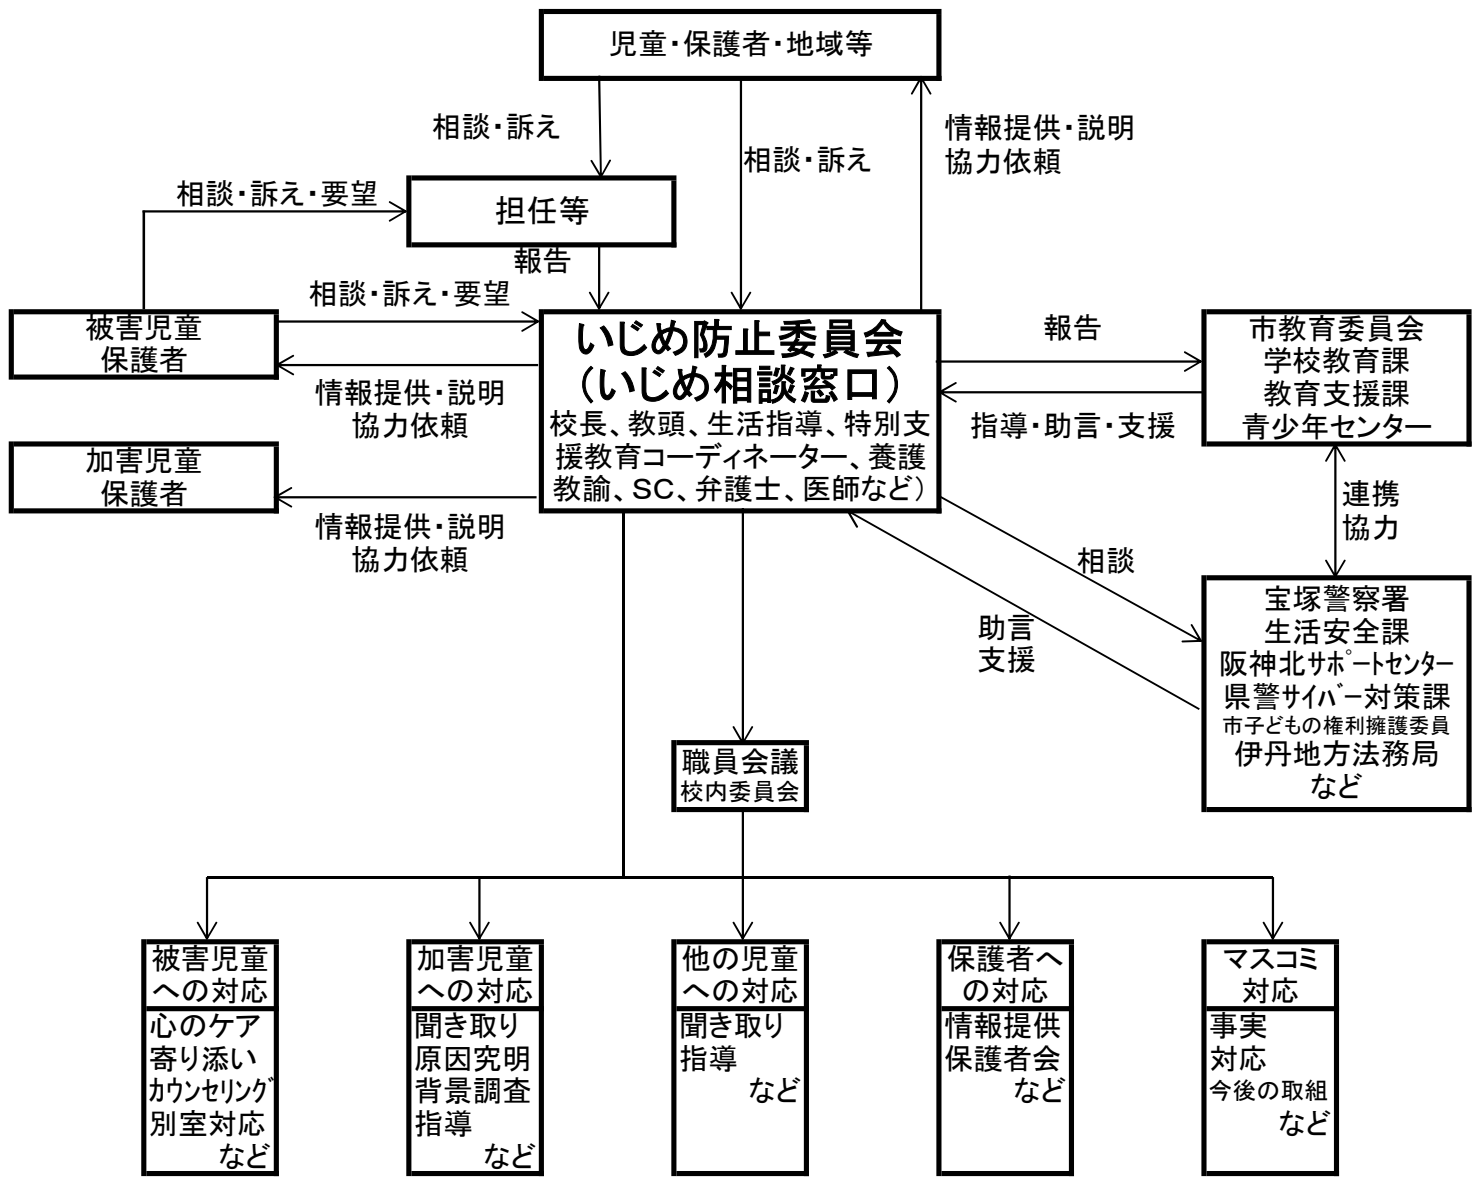 児童・保護者・地域等
相談・訴え
相談・訴え
情報提供・説明
協力依頼
相談・訴え・要望
担任等
報告
相談・訴え・要望
被害児童
保護者
情報提供・説明
協力依頼
加害児童
保護者
情報提供・説明
協力依頼
いじめ防止委員会
(いじめ相談窓口)
校長、教頭、生活指導、特別支
援教育コーディネーター、養護
教諭、SC、弁護士、医師など)
報告
指導・助言・支援
市教育委員会
学校教育課
教育支援課
青少年センター
連携
協力
相談
助言
支援
宝塚警察署
生活安全課
阪神北ｻﾎﾟｰﾄｾﾝﾀｰ
県警ｻｲﾊﾞｰ対策課
市子どもの権利擁護委員
伊丹地方法務局
など
職員会議
校内委員会
被害児童
への対応
心のケア
寄り添い
ｶｳﾝｾﾘﾝｸﾞ
別室対応
など
加害児童
への対応
聞き取り
原因究明
背景調査
指導
など
他の児童
への対応
聞き取り
指導
など
保護者へ
の対応
情報提供
保護者会
など
マスコミ
対応
事実
対応
今後の取組
など